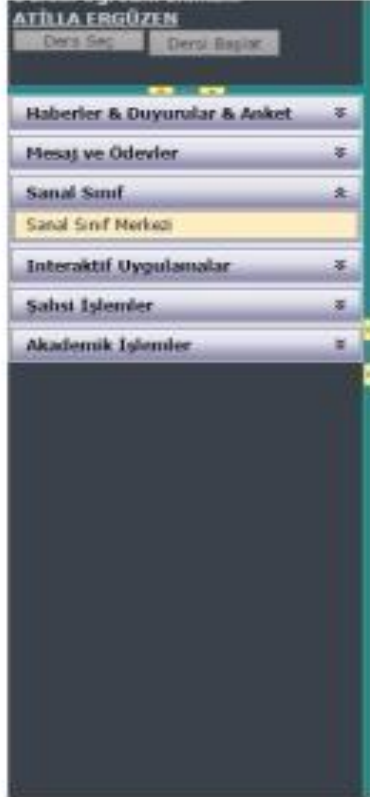 ATİLLA ERGÜZEN
Ders Seç Dersi Başlat
Haberler & Duyurular & Anket
Mesaj ve Ödevler
Sanal Sınıf
Sanal Sınıf Merkezi
Interaktif Uygulamalar
Şahsi İşlemler
Akademik İşlemler